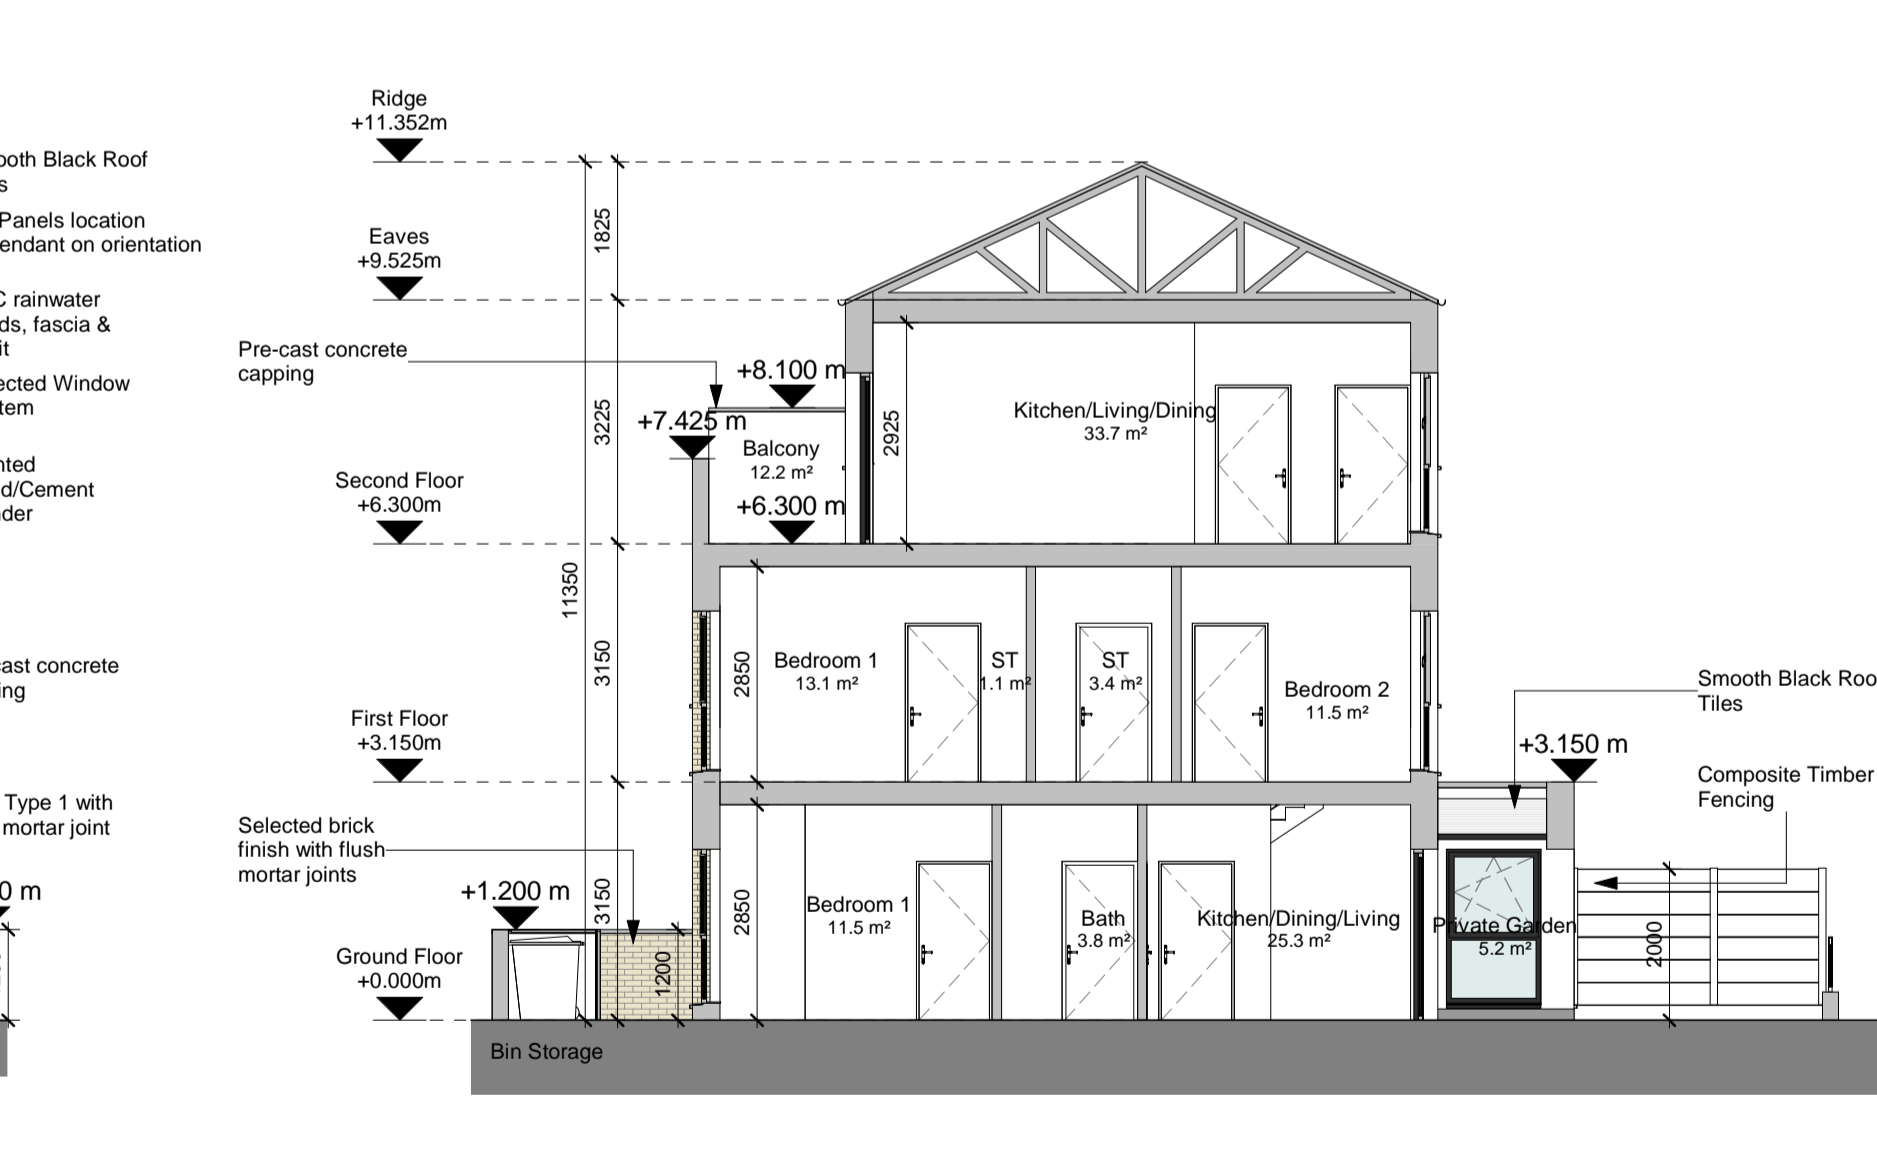 Ridge
+11.352m
Eaves
+9.525m
Second Floor
+6.300m
First Floor
+3.150m
Ground Floor
+0.000m
ooth Black Roof
s
Panels location
endant on orientation
C rainwater
ds, fascia &
it
ected Window
tem
nted
d/Cement
nder
cast concrete
ing
Type 1 with
mortar joint
0 m
Pre-cast concrete
capping
Selected brick
finish with flush
mortar joints
11350
1825
3225
3150
3150
+8.100 m
+7.425 m
Balcony
12.2 m²
+6.300 m
2925
Kitchen/Living/Dining
33.7 m²
2850
Bedroom 1
13.1 m²
ST
1.1 m²
ST
3.4 m²
Bedroom 2
11.5 m²
+1.200 m
1200
2850
Bedroom 1
11.5 m²
Bath
3.8 m²
Kitchen/Dining/Living
25.3 m²
Private Garden
5.2 m²
+3.150 m
2000
Smooth Black Roo
Tiles
Composite Timber
Fencing
Bin Storage